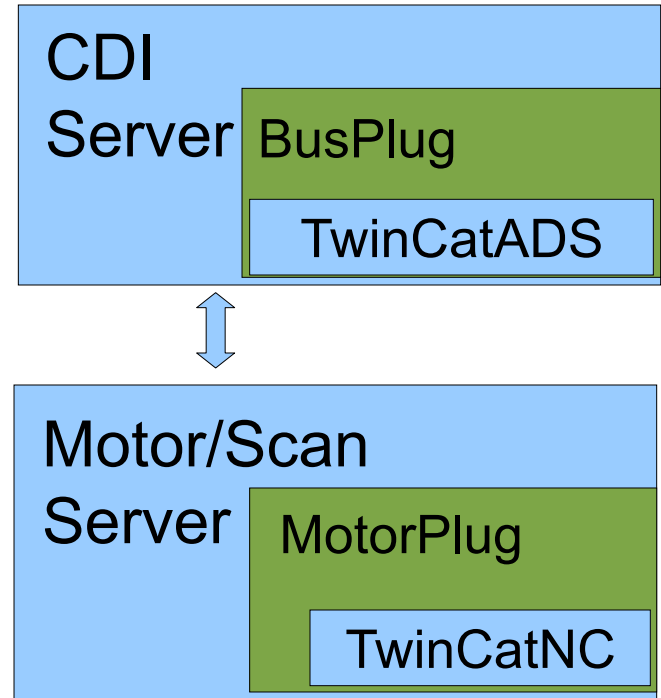 CDI
Server
BusPlug
TwinCatADS
Motor/Scan
Server
MotorPlug
TwinCatNC